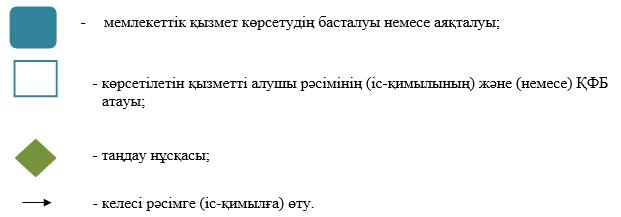 - мемлекеттік қызмет көрсетудің басталуы немесе аяқталуы;
- көрсетілетін қызметті алушы рәсімінің (іс-қимылының) және (немесе) ҚФБ
атауы;
- таңдау нұсқасы;
- келесі рәсімге (іс-қимылға) өту.